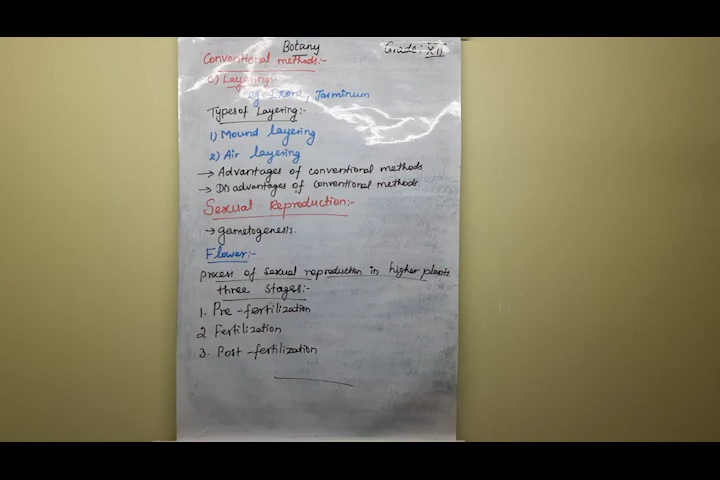 Botany
Grade: XII
Conventional methods:-
c) Layering:
eg: Ixora, Jasminum
Types of Layering:-
1) Mound layering
2) Air layering
→ Advantages of conventional methods
→ Disadvantages of conventional methods.
Sexual Reproduction:-
→ gametogenesis.
Flower:-
process of sexual reproduction in higher plants
three stages:-
1. Pre-fertilization
2. Fertilization
3. Post-fertilization